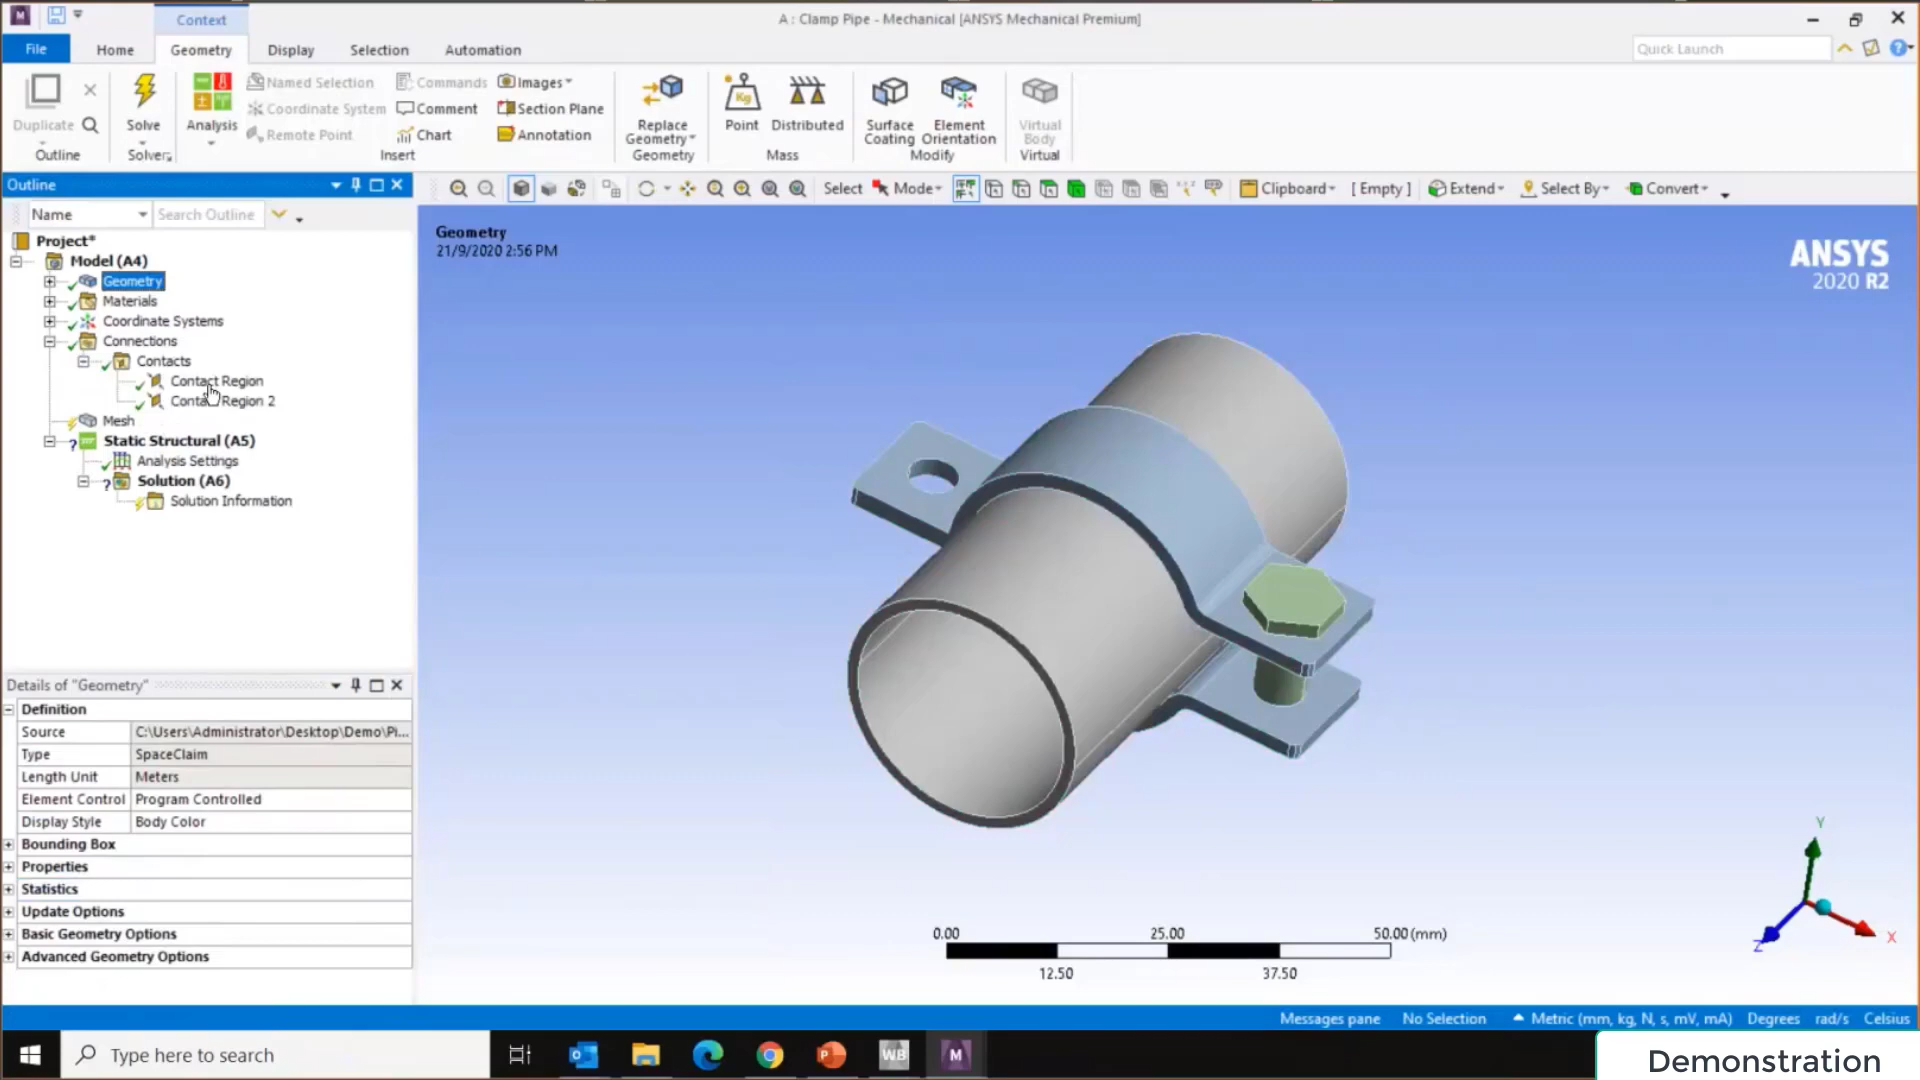 Context
A : Clamp Pipe - Mechanical [ANSYS Mechanical Premium]
File
Home
Geometry
Display
Selection
Automation
Quick Launch
Duplicate
Outline
Solve
Solver
Analysis
Named Selection
Coordinate System
Remote Point
Commands
Comment
Chart
Images
Section Plane
Annotation
Insert
Replace
Geometry
Geometry
Kg
Point
Distributed
Mass
Surface
Coating
Element
Orientation
Modify
Virtual
Body
Virtual
Outline
Name
Search Outline
Select
Mode
Clipboard
[ Empty ]
Extend
Select By
Convert
Project*
Model (A4)
Geometry
Materials
Coordinate Systems
Connections
Contacts
Contact Region
Contact Region 2
Mesh
Static Structural (A5)
Analysis Settings
Solution (A6)
Solution Information
Geometry
21/9/2020 2:56 PM
ANSYS
2020 R2
Details of "Geometry"
Definition
Source C:\Users\Administrator\Desktop\Demo\Pi...
Type SpaceClaim
Length Unit Meters
Element Control Program Controlled
Display Style Body Color
Bounding Box
Properties
Statistics
Update Options
Basic Geometry Options
Advanced Geometry Options
0.00 25.00 50.00 (mm)
12.50 37.50
Y
X
Z
Messages pane No Selection Metric (mm, kg, N, s, mV, mA) Degrees rad/s Celsius
Type here to search
WB
M
Demonstration